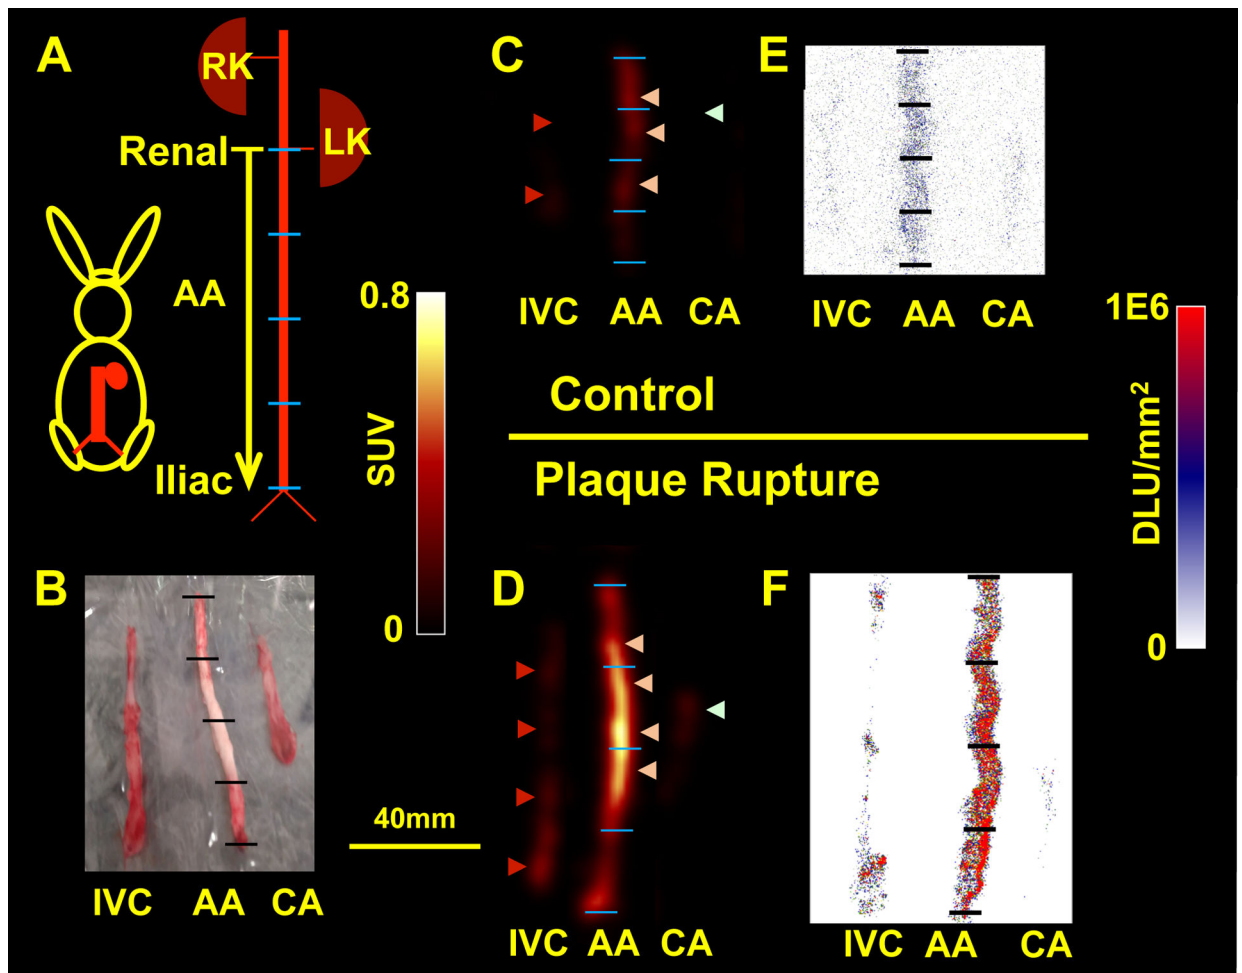 A
RK
LK
Renal
AA
Iliac
B
IVC AA CA
40mm
0.8
SUV
0
C
IVC AA CA
E
IVC AA CA
Control
Plaque Rupture
D
IVC AA CA
F
IVC AA CA
1E6
DLU/mm²
0